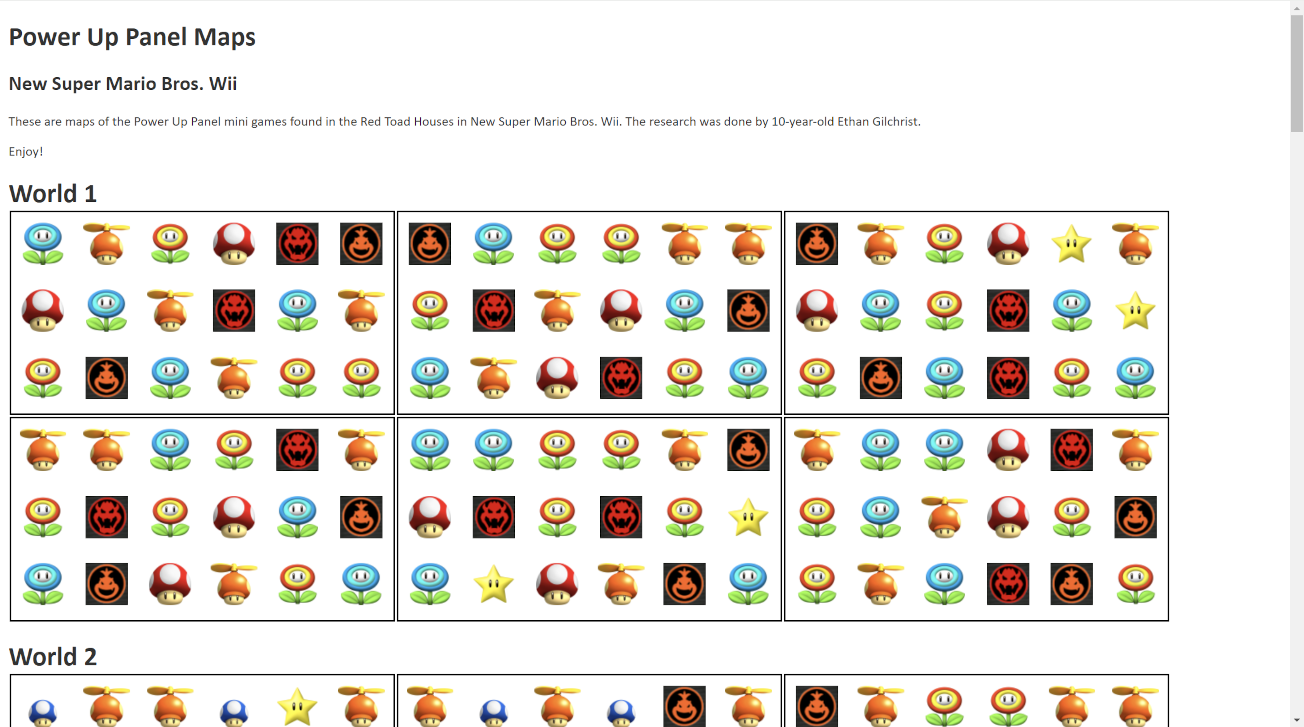 Power Up Panel Maps
New Super Mario Bros. Wii
These are maps of the Power Up Panel mini games found in the Red Toad Houses in New Super Mario Bros. Wii. The research was done by 10-year-old Ethan Gilchrist.
Enjoy!
World 1
World 2